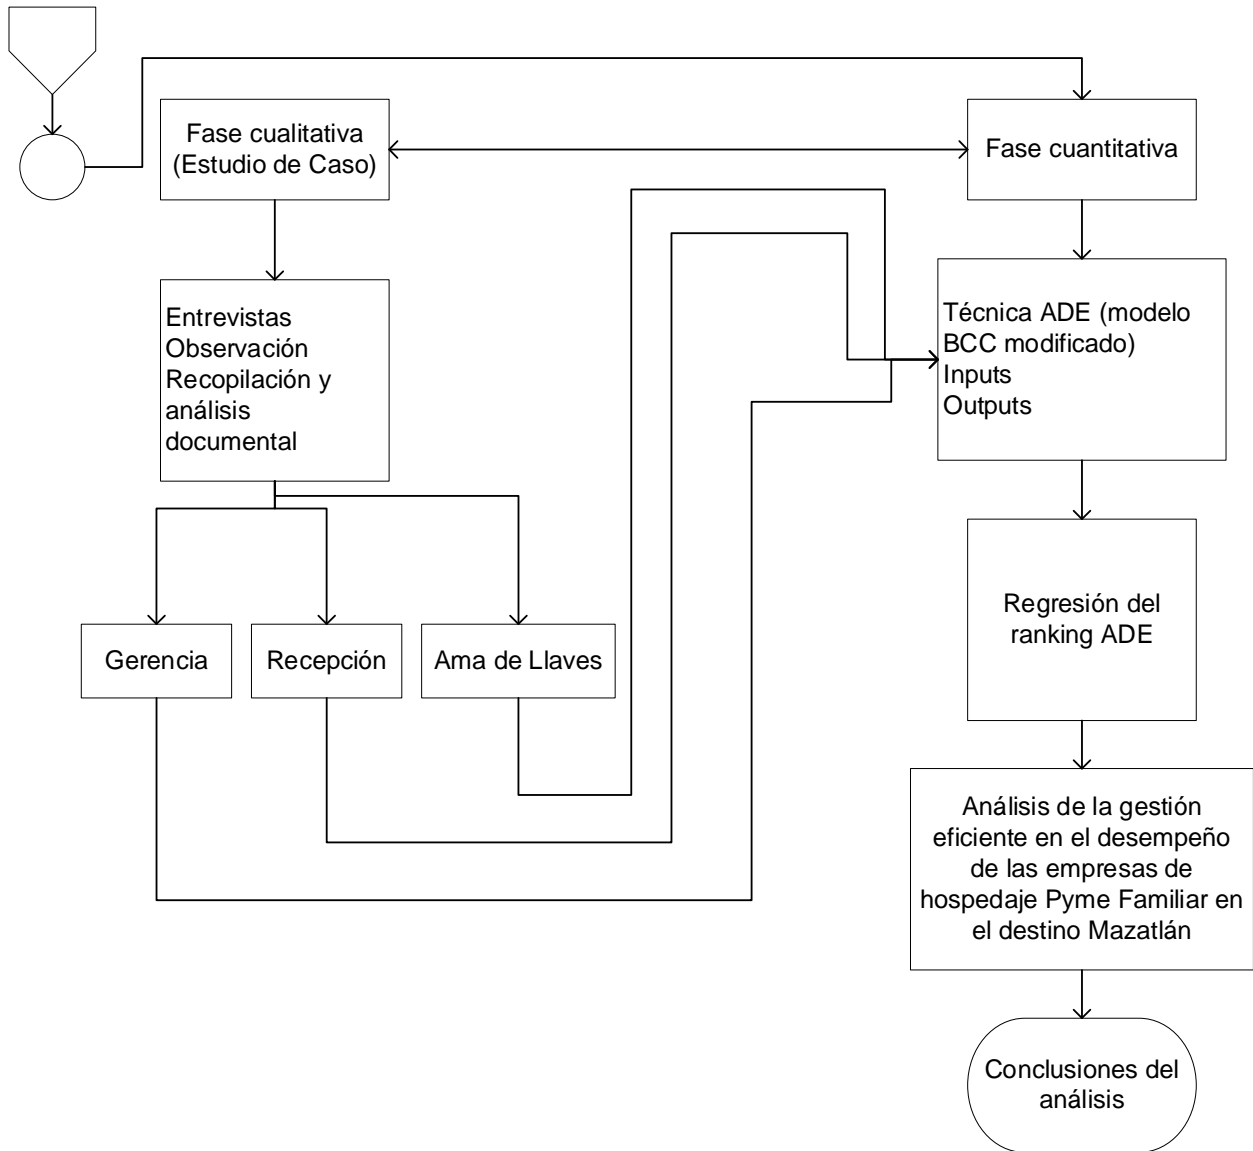 Fase cualitativa
(Estudio de Caso)
Fase cuantitativa
Entrevistas
Observación
Recopilación y
análisis
documental
Técnica ADE (modelo
BCC modificado)
Inputs
Outputs
Gerencia
Recepción
Ama de Llaves
Regresión del
ranking ADE
Análisis de la gestión
eficiente en el desempeño
de las empresas de
hospedaje Pyme Familiar en
el destino Mazatlán
Conclusiones del
análisis